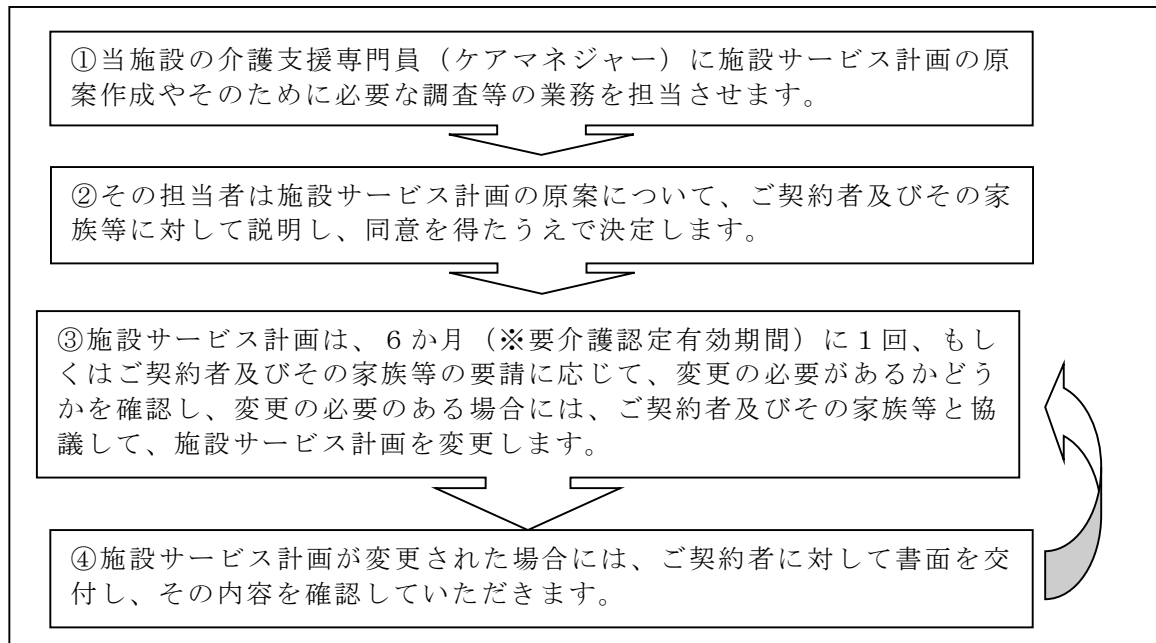 ①当施設の介護支援専門員（ケアマネジャー）に施設サービス計画の原
案作成やそのために必要な調査等の業務を担当させます。
②その担当者は施設サービス計画の原案について、ご契約者及びその家
族等に対して説明し、同意を得たうえで決定します。
③施設サービス計画は、６か月（※要介護認定有効期間）に１回、もし
くはご契約者及びその家族等の要請に応じて、変更の必要があるかどう
かを確認し、変更の必要のある場合には、ご契約者及びその家族等と協
議して、施設サービス計画を変更します。
④施設サービス計画が変更された場合には、ご契約者に対して書面を交
付し、その内容を確認していただきます。